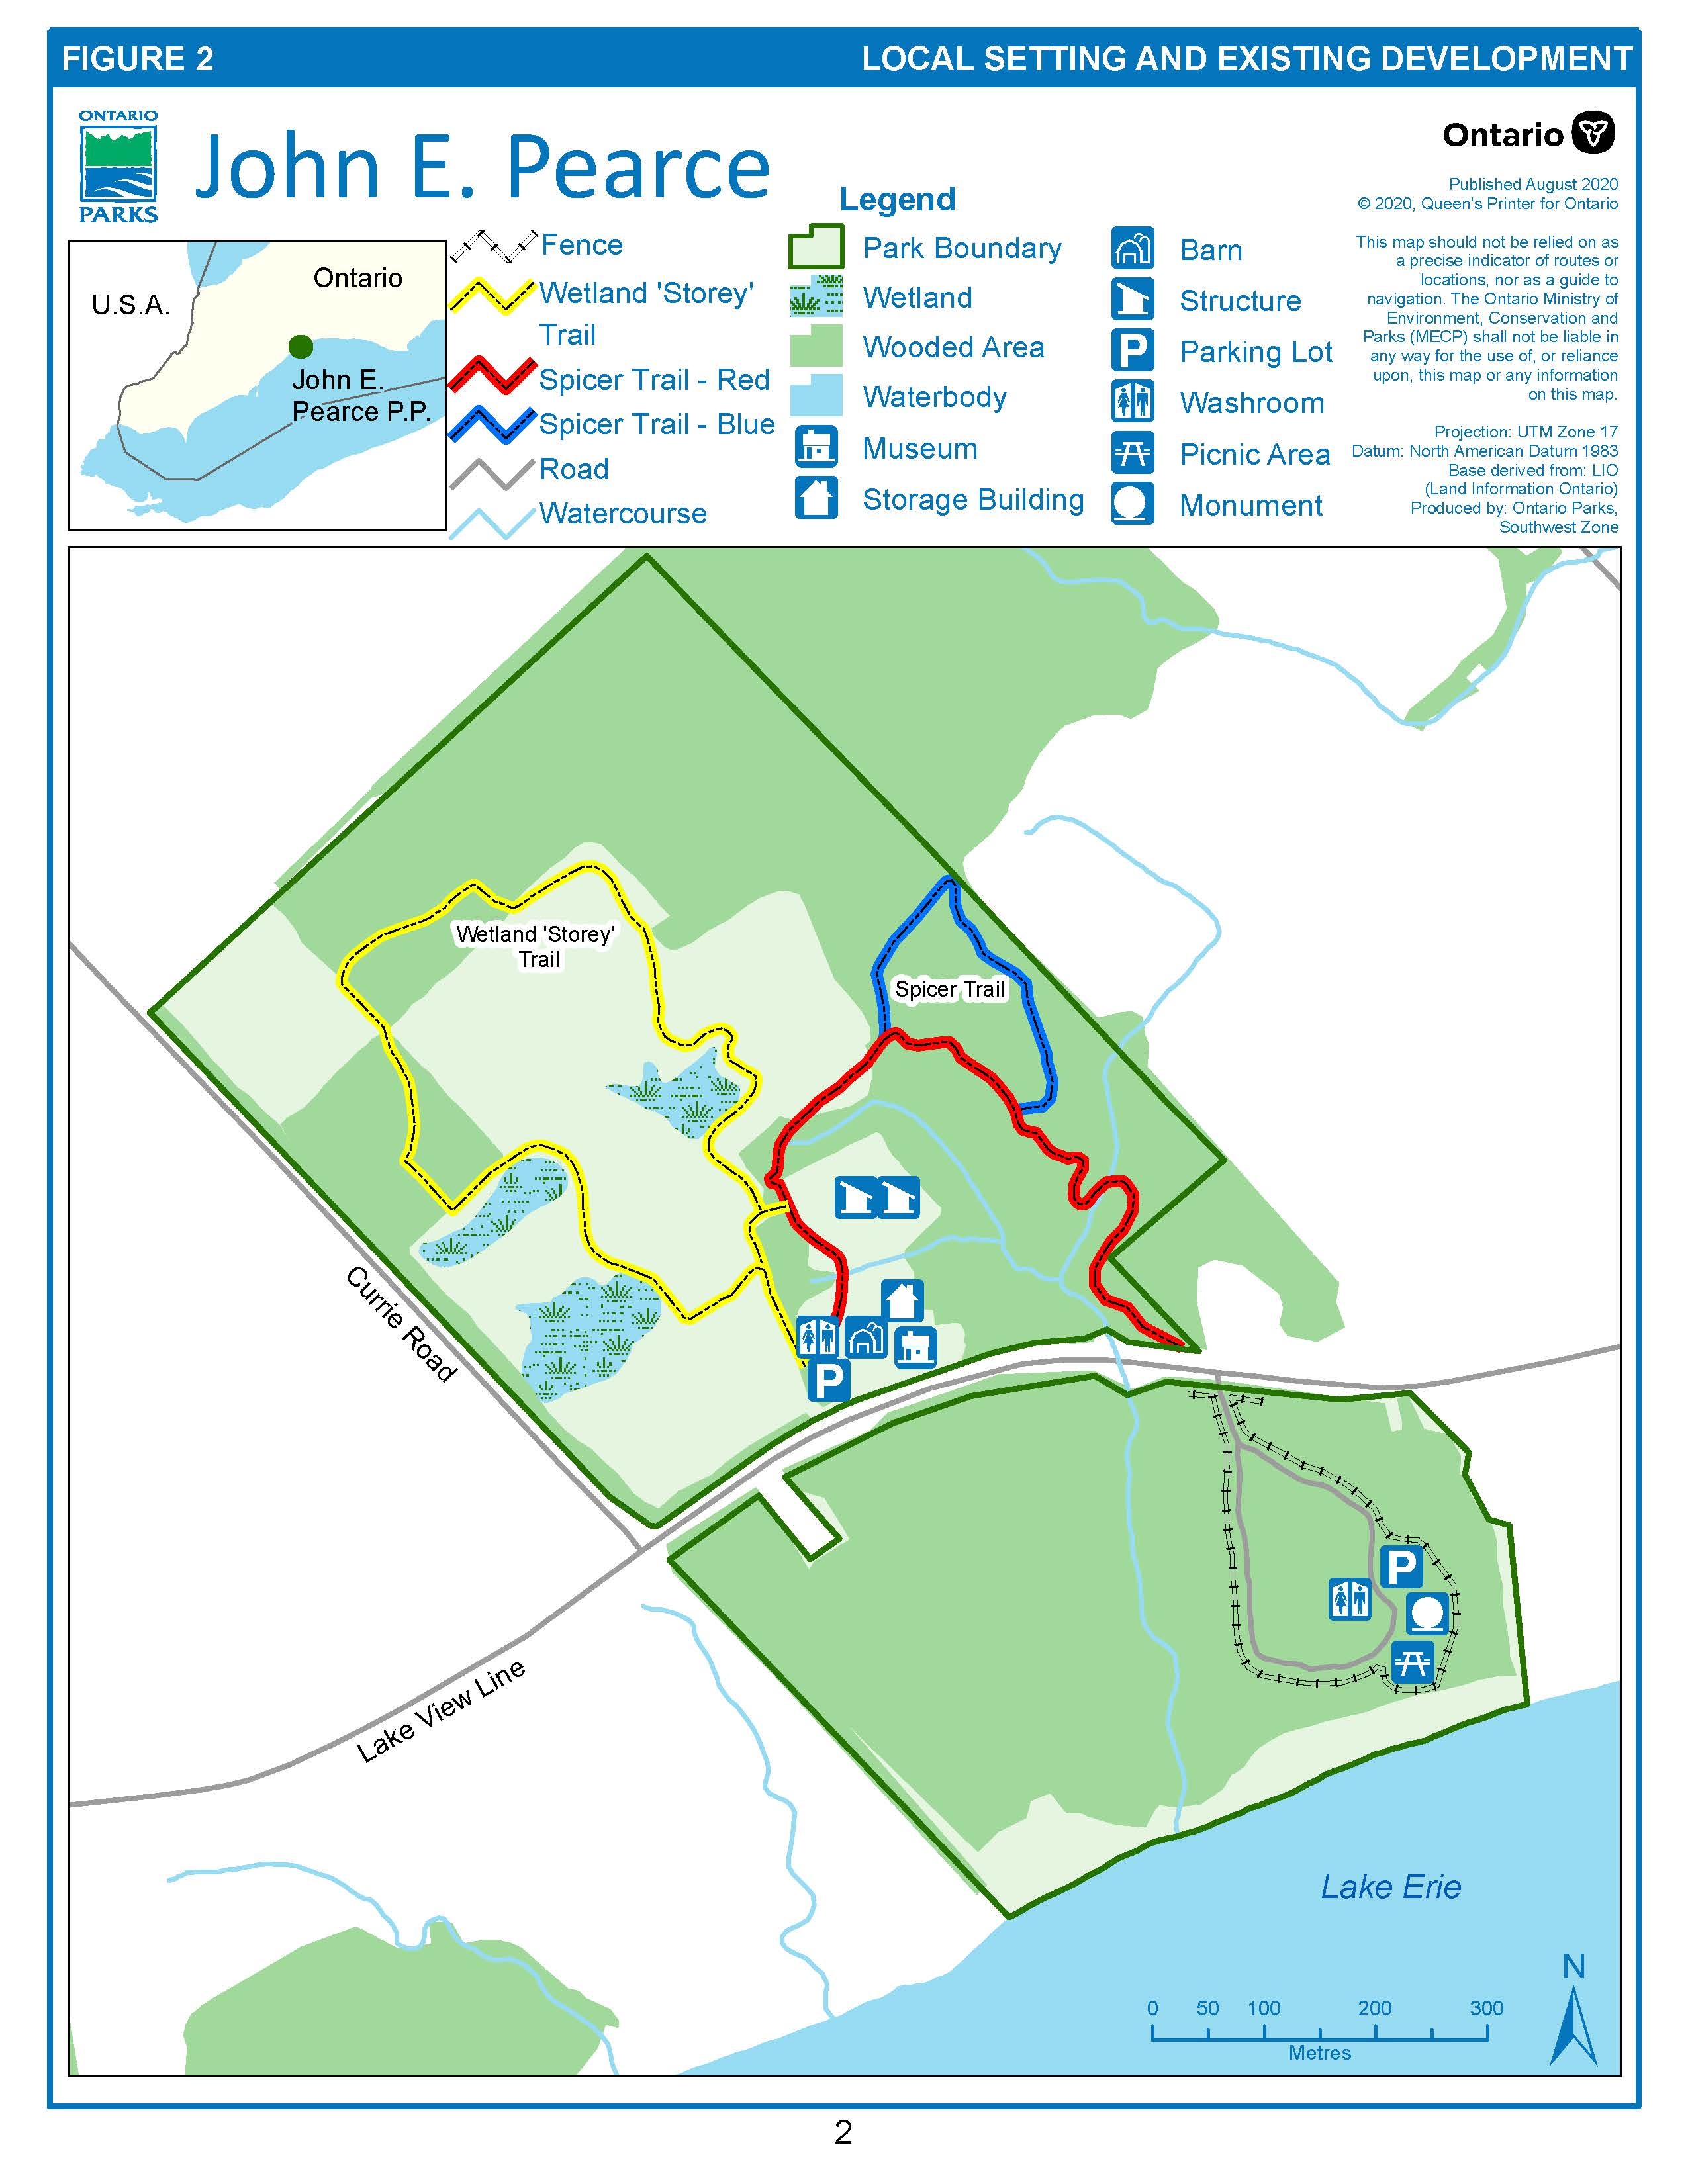 FIGURE 2
LOCAL SETTING AND EXISTING DEVELOPMENT
ONTARIO
PARKS
John E. Pearce
Ontario
Published August 2020
© 2020, Queen's Printer for Ontario
This map should not be relied on as
a precise indicator of routes or
locations, nor as a guide to
navigation. The Ontario Ministry of
Environment, Conservation and
Parks (MECP) shall not be liable in
any way for the use of, or reliance
upon, this map or any information
on this map.
Projection: UTM Zone 17
Datum: North American Datum 1983
Base derived from: LIO
(Land Information Ontario)
Produced by: Ontario Parks,
Southwest Zone
U.S.A.
Ontario
John E.
Pearce P.P.
Legend
Fence
Wetland 'Storey'
Trail
Spicer Trail - Red
Spicer Trail - Blue
Road
Watercourse
Park Boundary
Wetland
Wooded Area
Waterbody
Museum
Storage Building
Barn
Structure
P
Parking Lot
Washroom
Picnic Area
Monument
Wetland 'Storey'
Trail
Spicer Trail
Currie Road
P
P
Lake View Line
Lake Erie
N
0 50 100 200 300
Metres
2